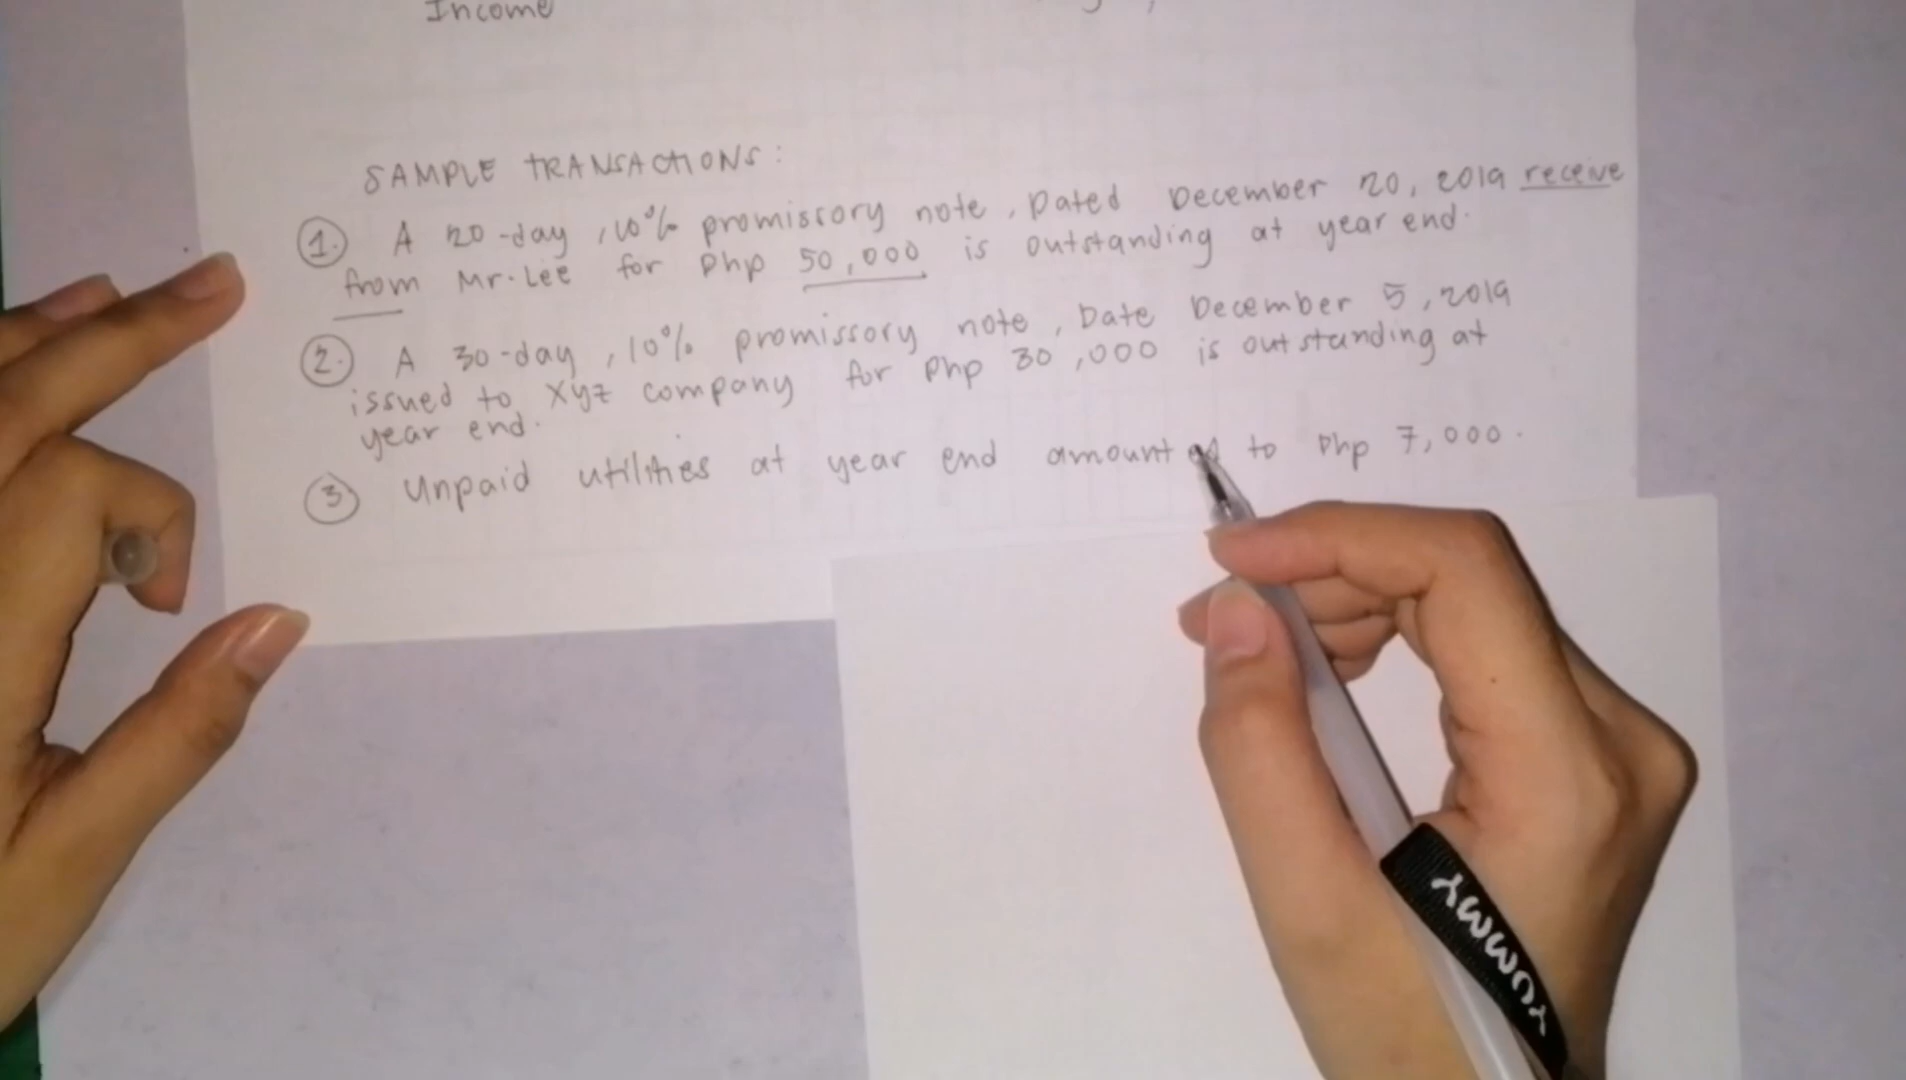 Income
SAMPLE TRANSACTIONS:
1. A 20-day, 10% promissory note, Dated December 20, 2019 receive
from Mr. Lee for Php 50,000 is outstanding at year end.
2. A 30-day, 10% promissory note, Date December 5, 2019
issued to XYZ company for Php 30,000 is outstanding at
year end.
3 Unpaid utilities at year end amounted to Php 7,000.
YUMMY